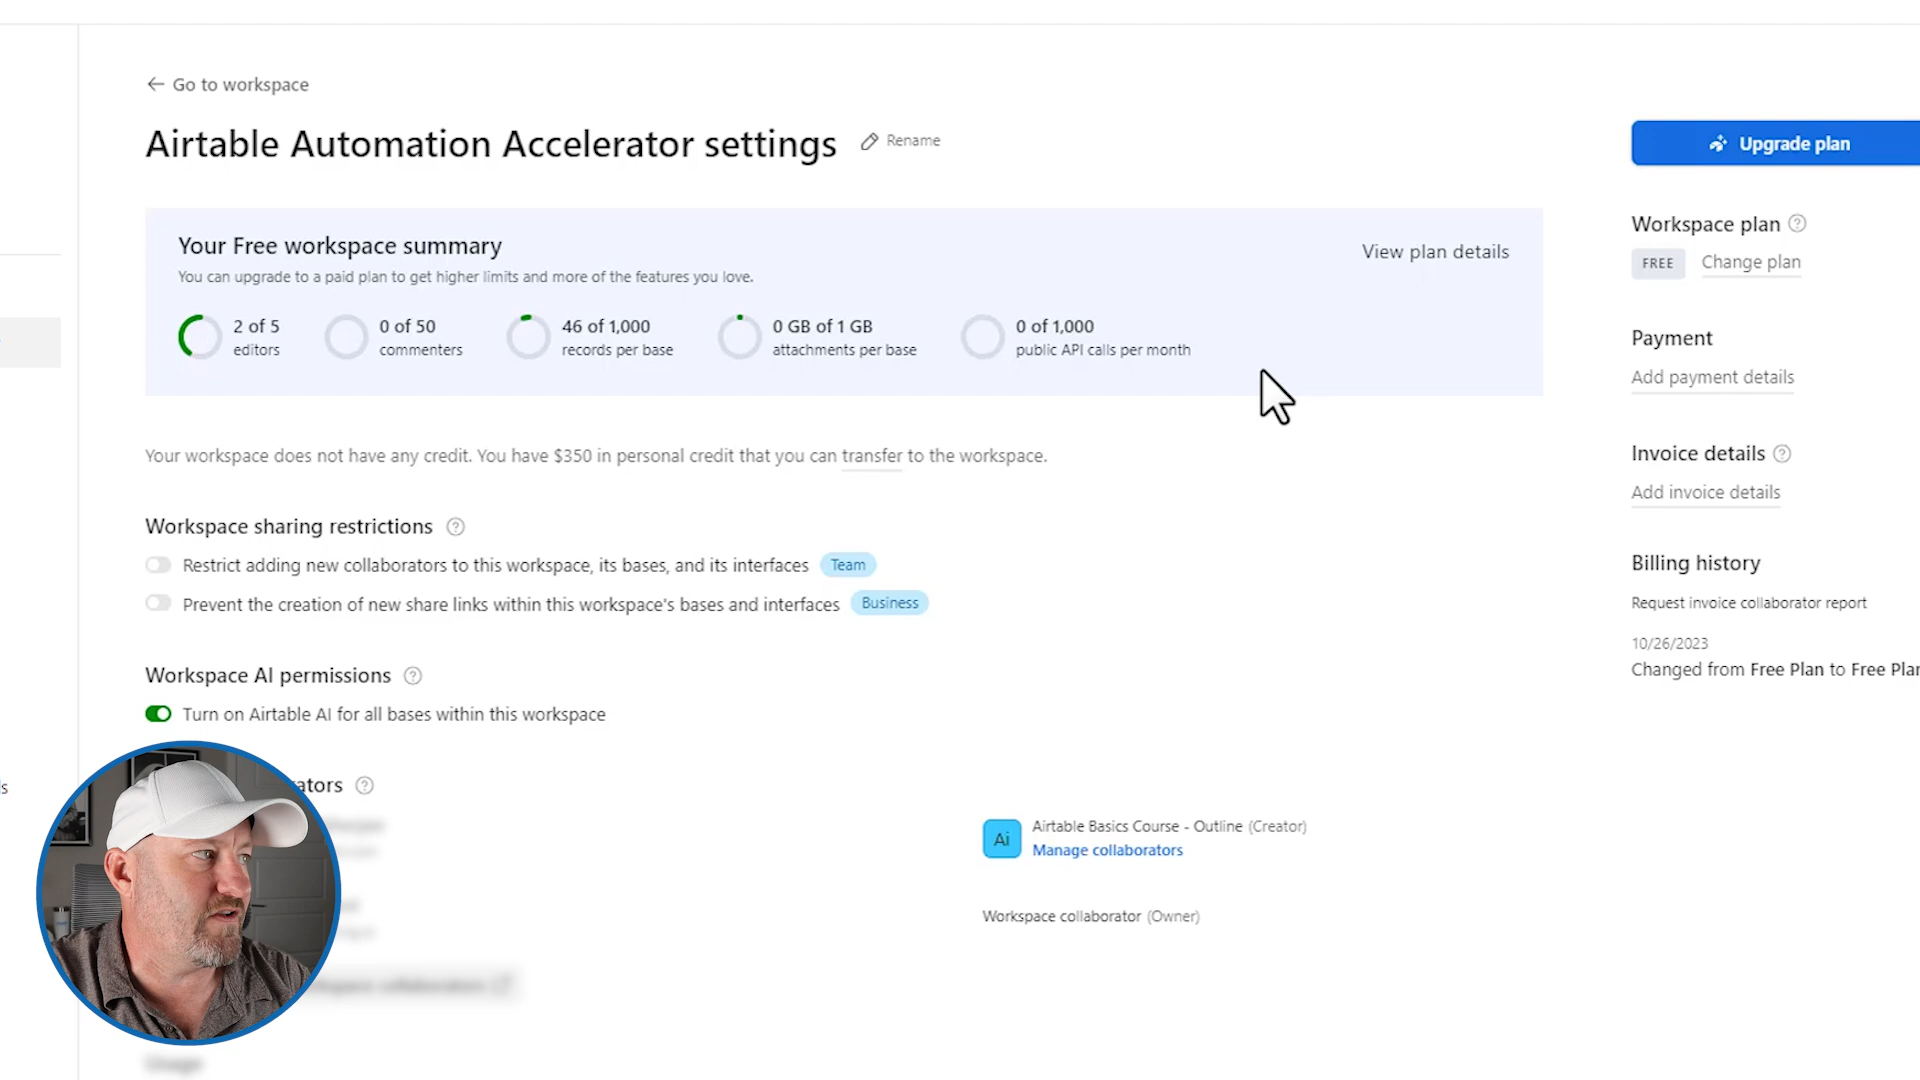 Go to workspace
Airtable Automation Accelerator settings
Rename
Upgrade plan
Your Free workspace summary
View plan details
You can upgrade to a paid plan to get higher limits and more of the features you love.
2 of 5
editors
0 of 50
commenters
46 of 1,000
records per base
0 GB of 1 GB
attachments per base
0 of 1,000
public API calls per month
Workspace plan
FREE
Change plan
Payment
Add payment details
Your workspace does not have any credit. You have $350 in personal credit that you can transfer to the workspace.
Invoice details
Add invoice details
Workspace sharing restrictions
Restrict adding new collaborators to this workspace, its bases, and its interfaces
Team
Prevent the creation of new share links within this workspace's bases and interfaces
Business
Billing history
Request invoice collaborator report
10/26/2023
Changed from Free Plan to Free Plan
Workspace AI permissions
Turn on Airtable AI for all bases within this workspace
Ai
Airtable Basics Course - Outline (Creator)
Manage collaborators
Workspace collaborator (Owner)
Usage